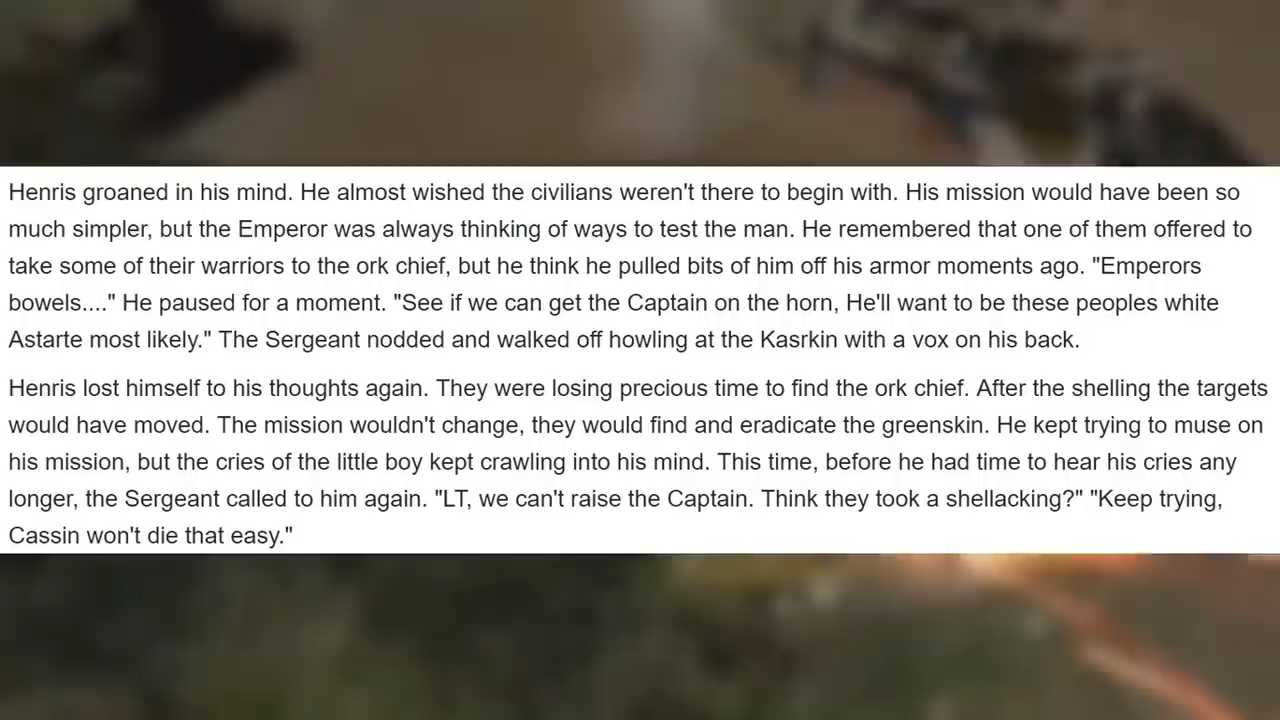 Henris groaned in his mind. He almost wished the civilians weren't there to begin with. His mission would have been so
much simpler, but the Emperor was always thinking of ways to test the man. He remembered that one of them offered to
take some of their warriors to the ork chief, but he think he pulled bits of him off his armor moments ago. "Emperors
bowels...." He paused for a moment. "See if we can get the Captain on the horn, He'll want to be these peoples white
Astarte most likely." The Sergeant nodded and walked off howling at the Kasrkin with a vox on his back.
Henris lost himself to his thoughts again. They were losing precious time to find the ork chief. After the shelling the targets
would have moved. The mission wouldn't change, they would find and eradicate the greenskin. He kept trying to muse on
his mission, but the cries of the little boy kept crawling into his mind. This time, before he had time to hear his cries any
longer, the Sergeant called to him again. "LT, we can't raise the Captain. Think they took a shellacking?" "Keep trying,
Cassin won't die that easy."